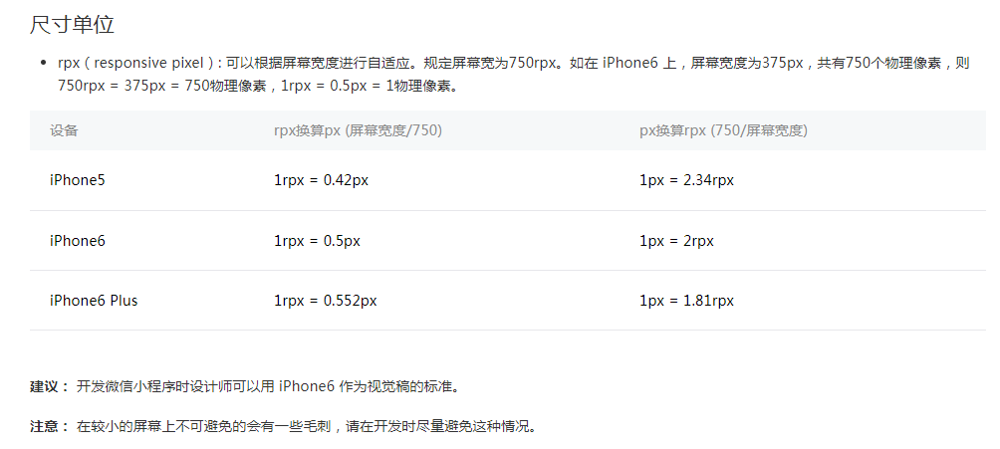 尺寸单位
• rpx（responsive pixel）: 可以根据屏幕宽度进行自适应。规定屏幕宽为750rpx。如在 iPhone6 上，屏幕宽度为375px，共有750个物理像素，则
750rpx = 375px = 750物理像素，1rpx = 0.5px = 1物理像素。
设备 rpx换算px (屏幕宽度/750) px换算rpx (750/屏幕宽度)
iPhone5 1rpx = 0.42px 1px = 2.34rpx
iPhone6 1rpx = 0.5px 1px = 2rpx
iPhone6 Plus 1rpx = 0.552px 1px = 1.81rpx
建议： 开发微信小程序时设计师可以用 iPhone6 作为视觉稿的标准。
注意： 在较小的屏幕上不可避免的会有一些毛刺，请在开发时尽量避免这种情况。